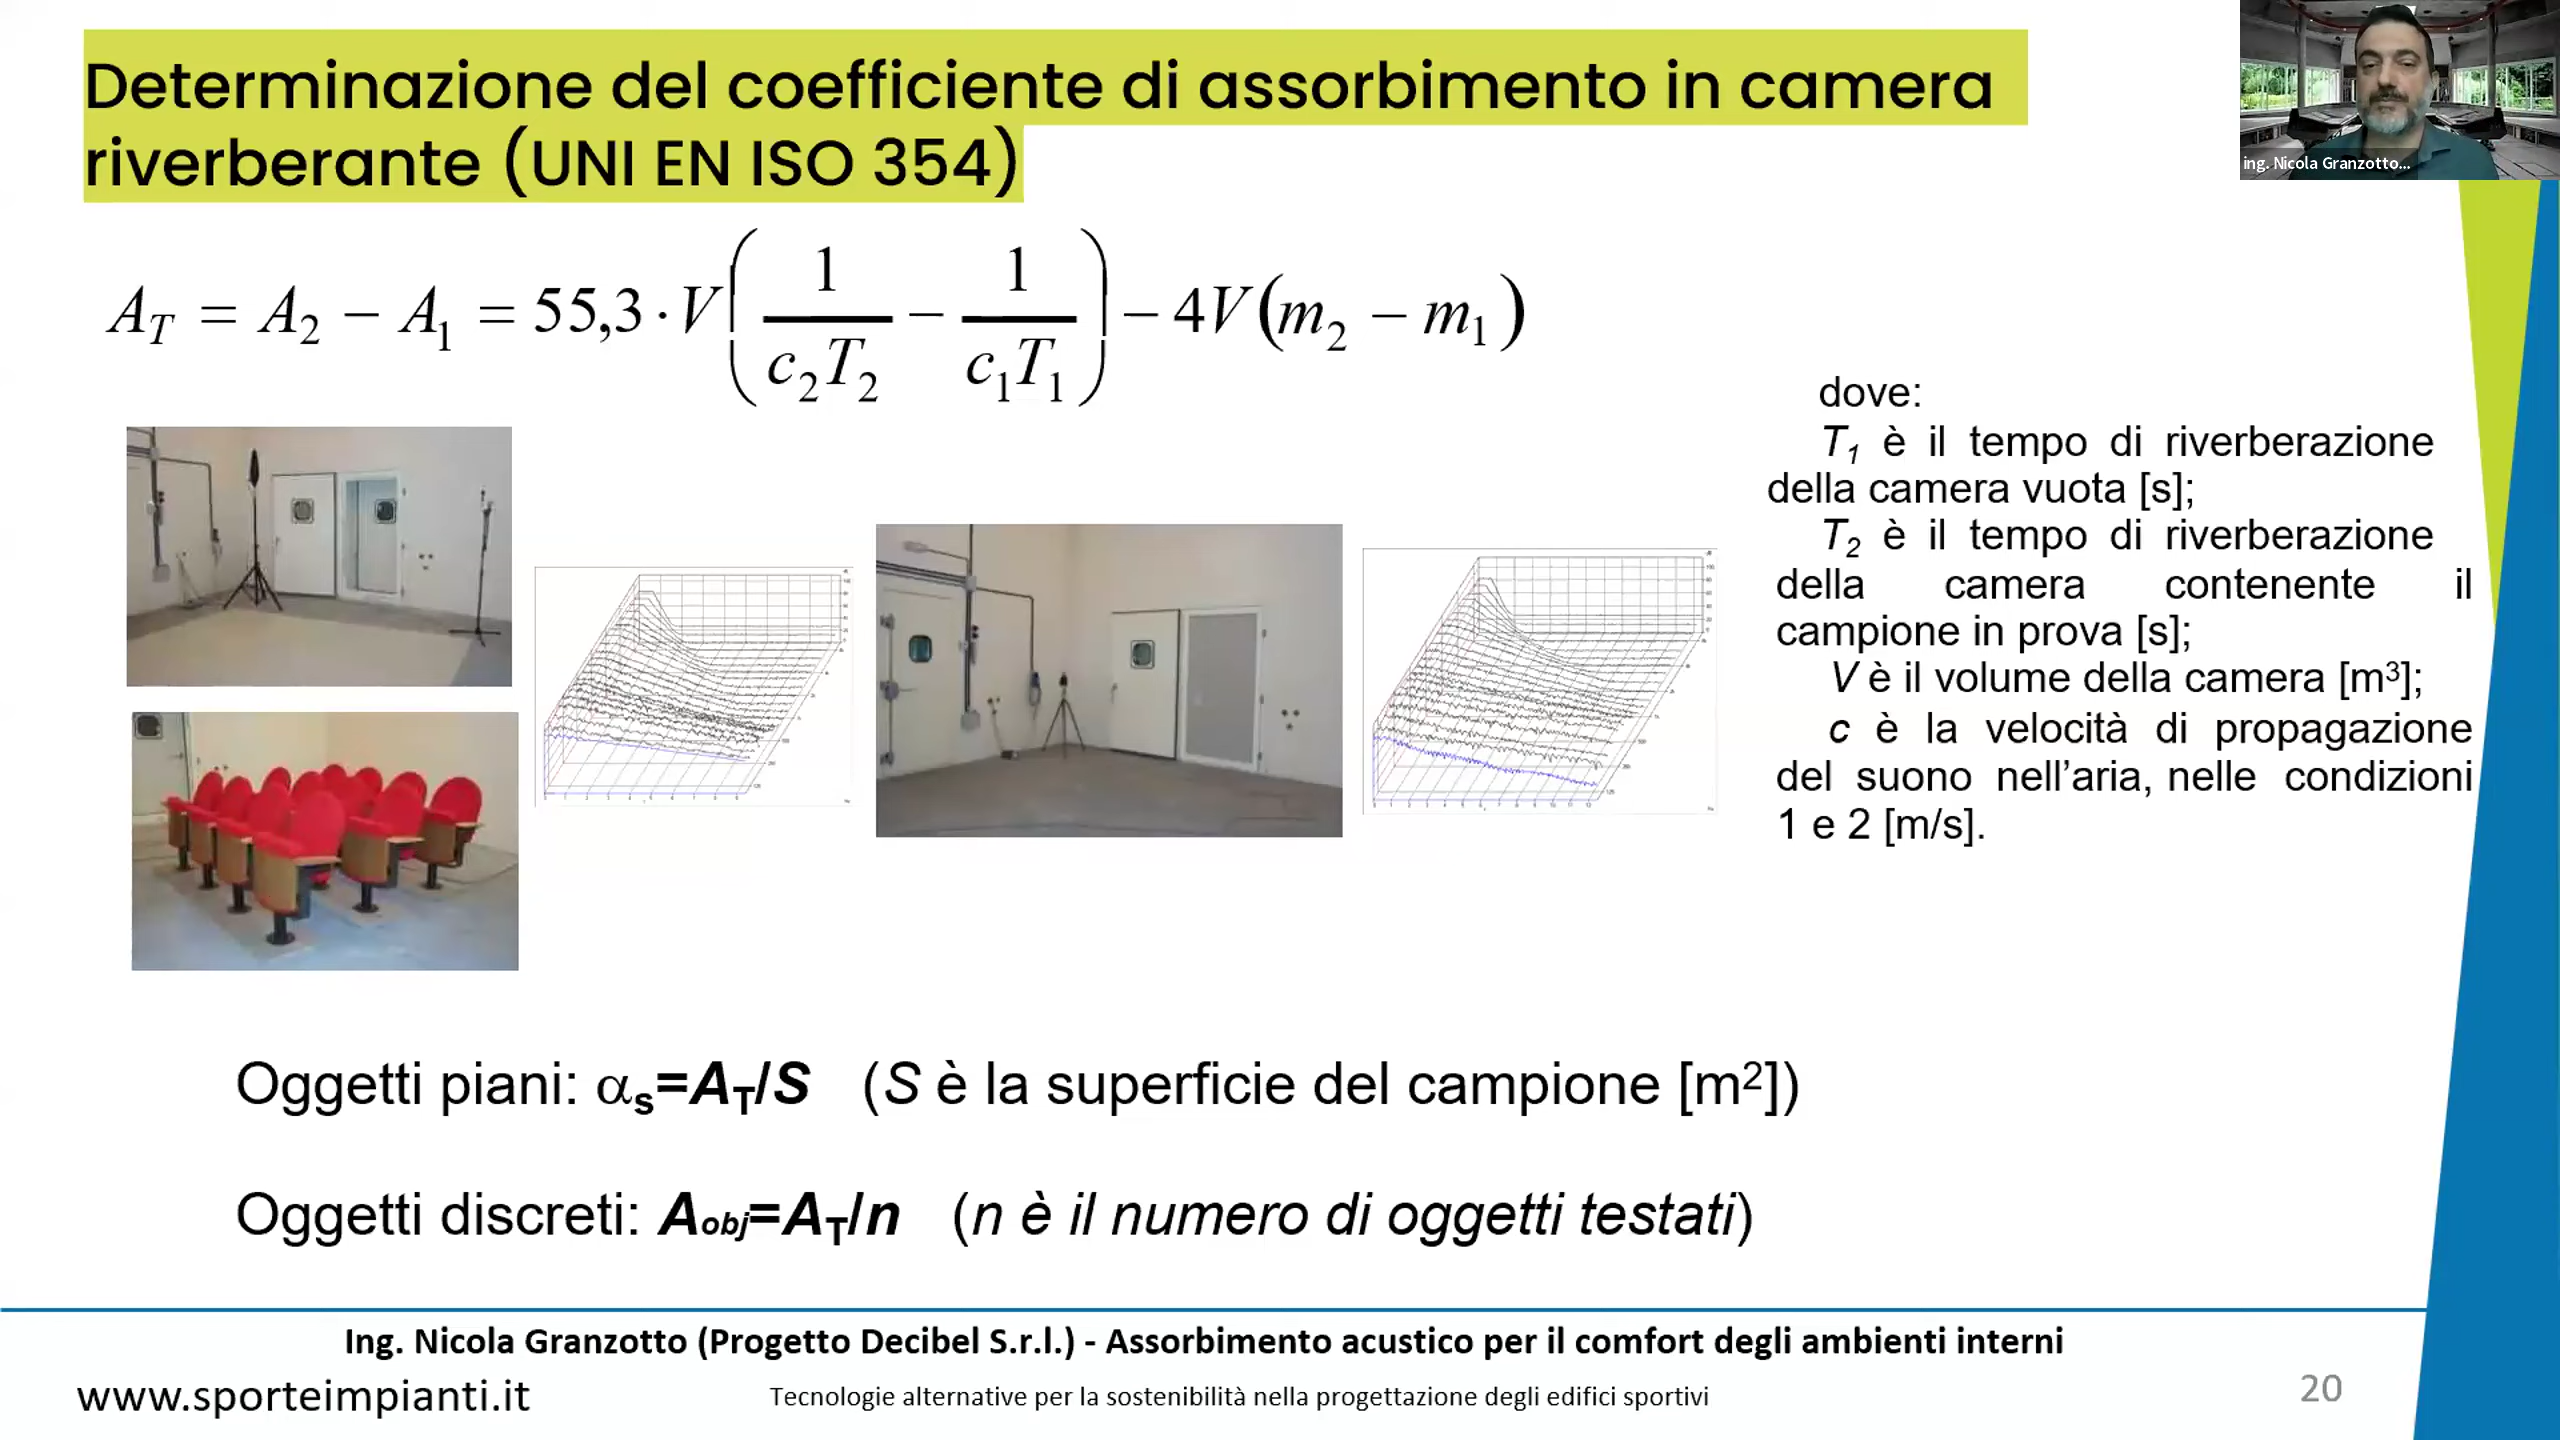 Determinazione del coefficiente di assorbimento in camera
riverberante (UNI EN ISO 354)
ing. Nicola Granzotto...
A_T = A_2 − A_1 = 55,3 · V(1/(c_2T_2) − 1/(c_1T_1)) − 4V(m_2 − m_1)
dove:
T1 è il tempo di riverberazione
della camera vuota [s];
T2 è il tempo di riverberazione
della camera contenente il
campione in prova [s];
V è il volume della camera [m³];
c è la velocità di propagazione
del suono nell’aria, nelle condizioni
1 e 2 [m/s].
Oggetti piani: αs=AT/S (S è la superficie del campione [m²])
Oggetti discreti: Aobj=AT/n (n è il numero di oggetti testati)
Ing. Nicola Granzotto (Progetto Decibel S.r.l.) - Assorbimento acustico per il comfort degli ambienti interni
www.sporteimpianti.it
Tecnologie alternative per la sostenibilità nella progettazione degli edifici sportivi
20